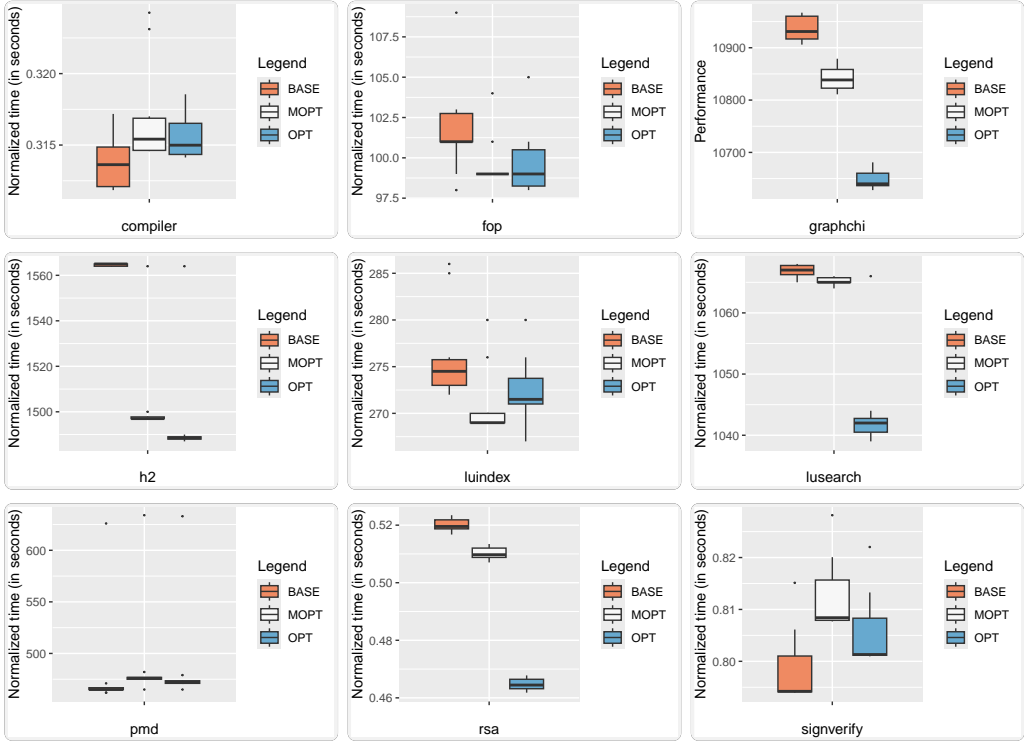 Normalized time (in seconds)
0.320
0.315
compiler
Legend
BASE
MOPT
OPT
Normalized time (in seconds)
107.5
105.0
102.5
100.0
97.5
fop
Legend
BASE
MOPT
OPT
Performance
10900
10800
10700
graphchi
Legend
BASE
MOPT
OPT
Normalized time (in seconds)
1560
1540
1520
1500
h2
Legend
BASE
MOPT
OPT
Normalized time (in seconds)
285
280
275
270
luindex
Legend
BASE
MOPT
OPT
Normalized time (in seconds)
1060
1050
1040
lusearch
Legend
BASE
MOPT
OPT
Normalized time (in seconds)
600
550
500
pmd
Legend
BASE
MOPT
OPT
Normalized time (in seconds)
0.52
0.50
0.48
0.46
rsa
Legend
BASE
MOPT
OPT
Normalized time (in seconds)
0.82
0.81
0.80
signverify
Legend
BASE
MOPT
OPT